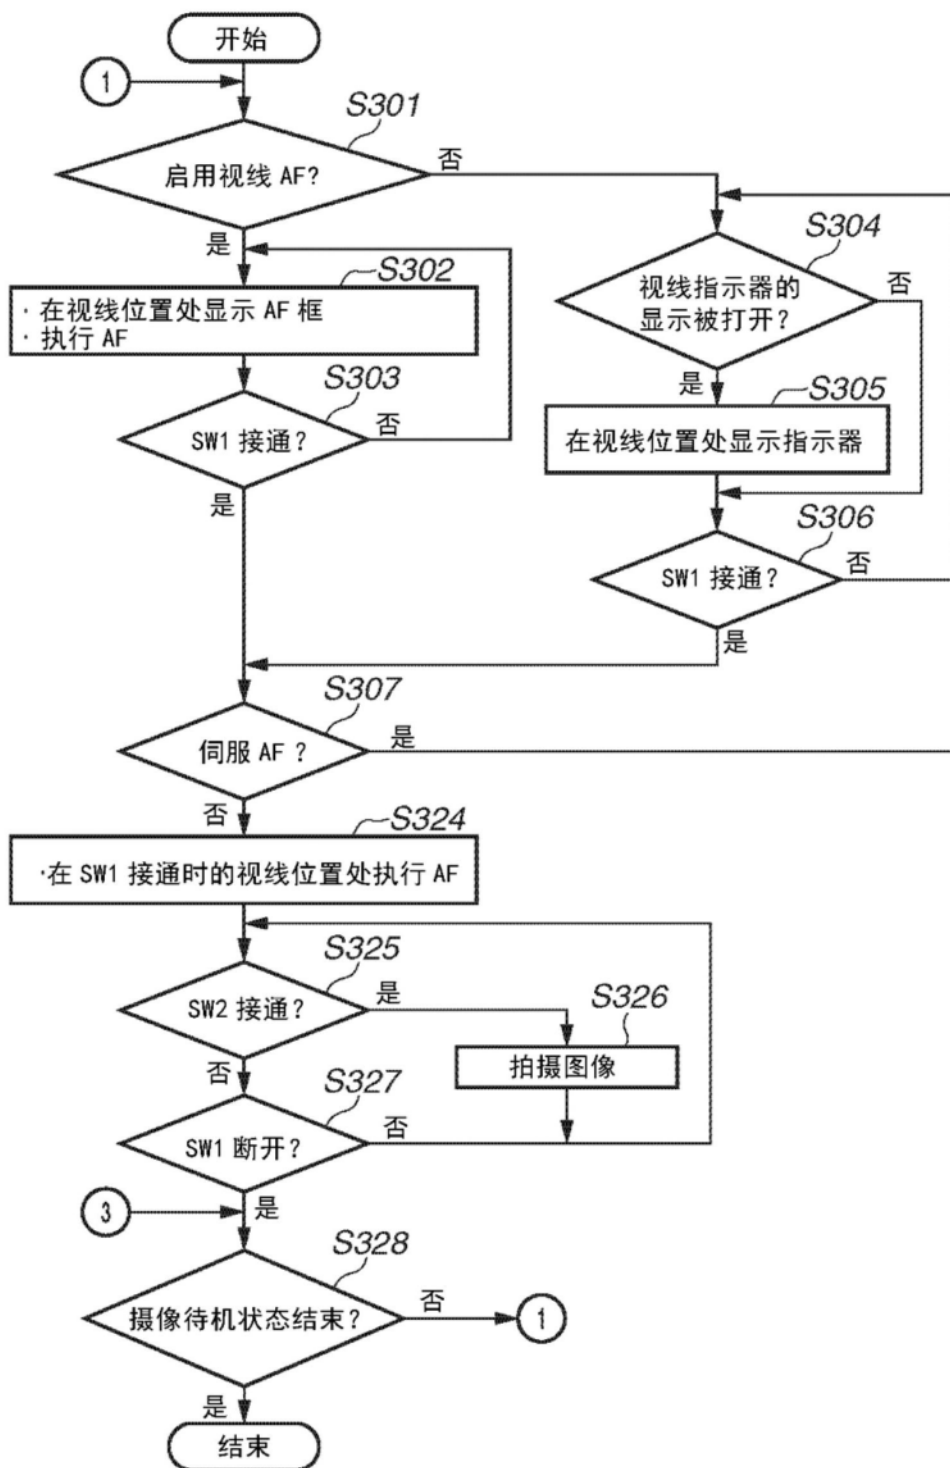 开始
1
S301
启用视线 AF?
否
是
S302
· 在视线位置处显示 AF 框
· 执行 AF
S303
SW1 接通?
否
是
S304
视线指示器的
显示被打开?
否
是
S305
在视线位置处显示指示器
S306
SW1 接通?
否
是
S307
伺服 AF ?
是
否
S324
·在 SW1 接通时的视线位置处执行 AF
S325
SW2 接通?
是
否
S326
拍摄图像
S327
SW1 断开?
否
是
3
S328
摄像待机状态结束?
否
1
是
结束